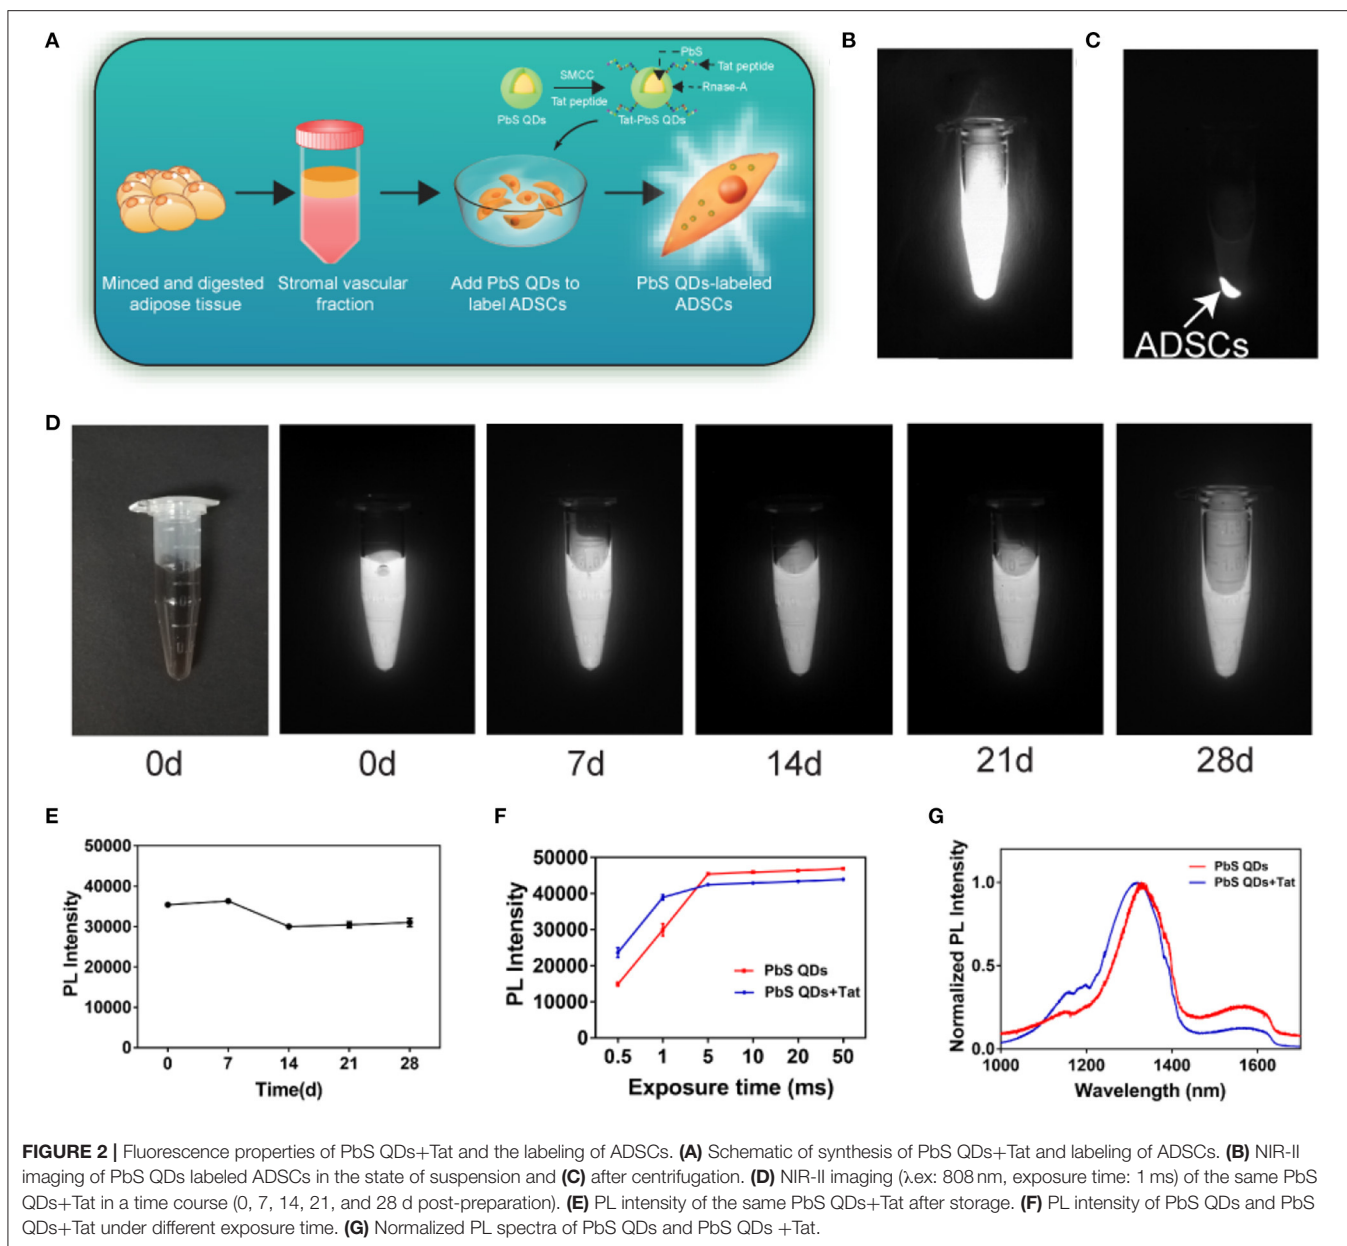 A
PbS
SMCC
Tat peptide
Tat peptide
Rnase-A
PbS QDs
Tat-PbS QDs
Minced and digested
adipose tissue
Stromal vascular
fraction
Add PbS QDs to
label ADSCs
PbS QDs-labeled
ADSCs
B
C
ADSCs
D
0d
0d
7d
14d
21d
28d
E
PL Intensity
50000
40000
30000
20000
10000
0
0 7 14 21 28
Time(d)
F
PL Intensity
50000
40000
30000
20000
10000
0
PbS QDs
PbS QDs+Tat
0.5 1 5 10 20 50
Exposure time (ms)
G
Normalized PL Intensity
1.0
0.5
0.0
PbS QDs
PbS QDs+Tat
1000 1200 1400 1600
Wavelength (nm)
FIGURE 2 | Fluorescence properties of PbS QDs+Tat and the labeling of ADSCs. (A) Schematic of synthesis of PbS QDs+Tat and labeling of ADSCs. (B) NIR-II
imaging of PbS QDs labeled ADSCs in the state of suspension and (C) after centrifugation. (D) NIR-II imaging (λex: 808 nm, exposure time: 1 ms) of the same PbS
QDs+Tat in a time course (0, 7, 14, 21, and 28 d post-preparation). (E) PL intensity of the same PbS QDs+Tat after storage. (F) PL intensity of PbS QDs and PbS
QDs+Tat under different exposure time. (G) Normalized PL spectra of PbS QDs and PbS QDs +Tat.